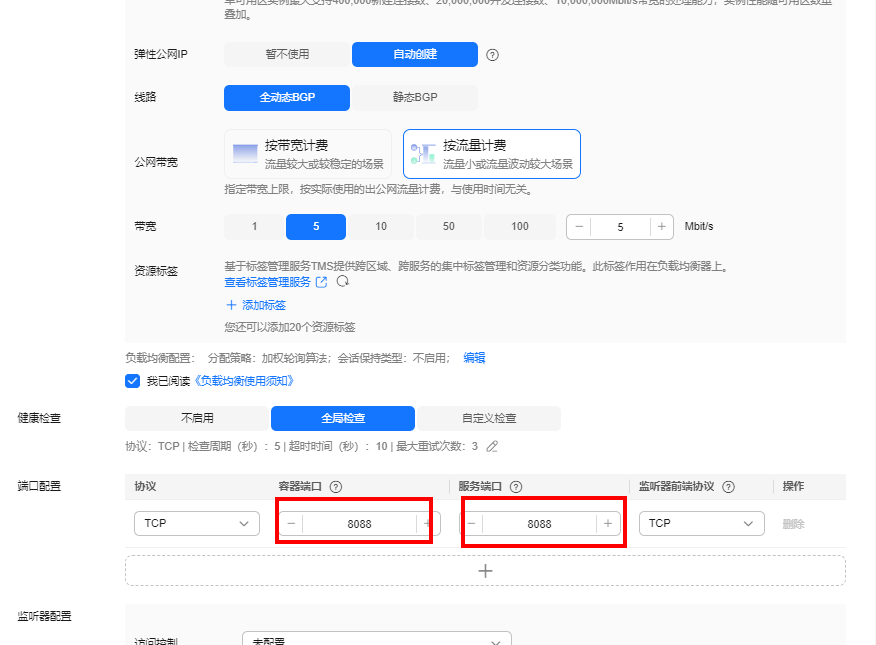 单可用区实例最大支持400,000新建连接数、20,000,000并发连接数、10,000,000Mbit/s带宽的处理能力，实例性能随可用区数量
叠加。
弹性公网IP 暂不使用 自动创建
线路 全动态BGP 静态BGP
公网带宽
按带宽计费 按流量计费
流量较大或较稳定的场景 流量小或流量波动较大场景
指定带宽上限，按实际使用的出公网流量计费，与使用时间无关。
带宽 1 5 10 50 100 − 5 + Mbit/s
资源标签 基于标签管理服务TMS提供跨区域、跨服务的集中标签管理和资源分类功能。此标签作用在负载均衡器上。
查看标签管理服务
+ 添加标签
您还可以添加20个资源标签
负载均衡配置： 分配策略：加权轮询算法；会话保持类型：不启用； 编辑
我已阅读《负载均衡使用须知》
健康检查 不启用 全局检查 自定义检查
协议：TCP | 检查周期（秒）：5 | 超时时间（秒）：10 | 最大重试次数：3
端口配置 协议 容器端口 服务端口 监听器前端协议 操作
TCP − 8088 + − 8088 + TCP 删除
+
监听器配置
访问控制 未配置